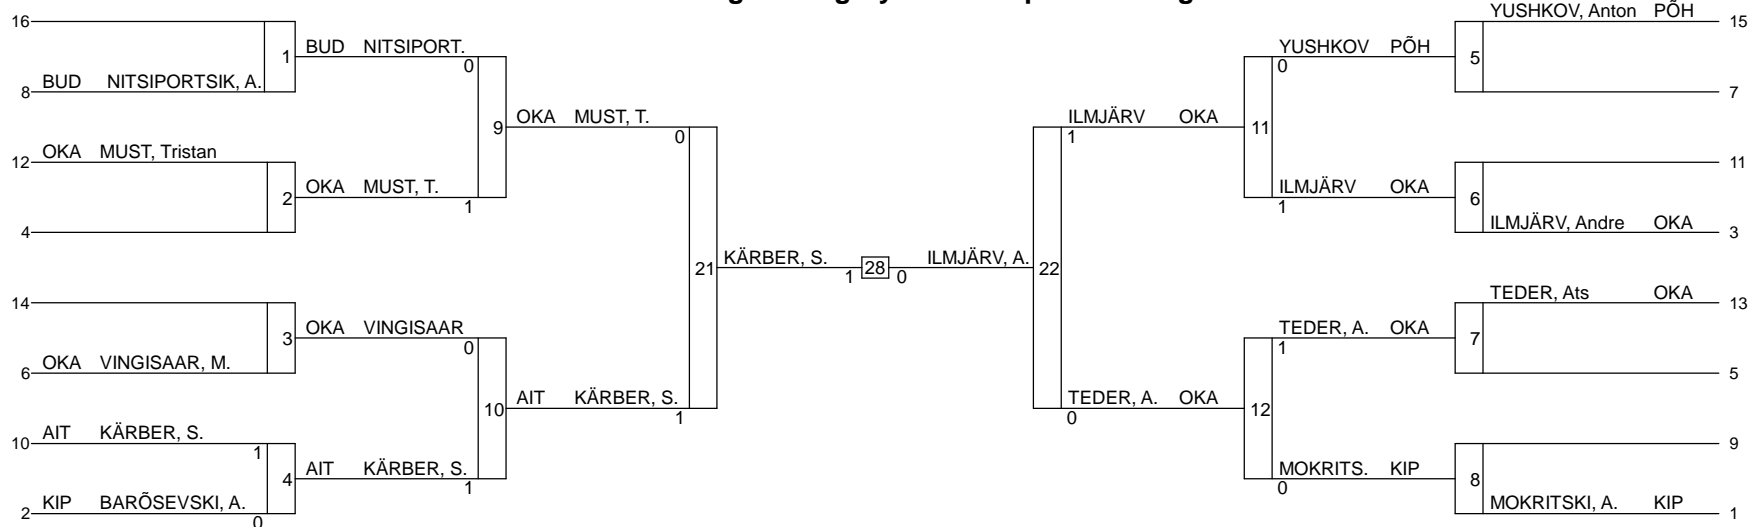 16
YUSHKOV, Anton PÕH
15
1
BUD NITSIPORT.
0
YUSHKOV PÕH
0
5
8
BUD NITSIPORTSIK, A.
7
9
OKA MUST, T.
0
ILMJÄRV OKA
1
11
12
OKA MUST, Tristan
11
2
OKA MUST, T.
1
ILMJÄRV OKA
1
6
4
ILMJÄRV, Andre OKA
3
21
KÄRBER, S.
1
28
0
ILMJÄRV, A.
22
14
TEDER, Ats OKA
13
3
OKA VINGISAAR
0
TEDER, A. OKA
1
7
6
OKA VINGISAAR, M.
5
10
AIT KÄRBER, S.
1
TEDER, A. OKA
0
12
10
AIT KÄRBER, S.
1
9
4
AIT KÄRBER, S.
1
MOKRITS. KIP
0
8
2
KIP BARÕSEVSKI, A.
0
MOKRITSKI, A. KIP
1